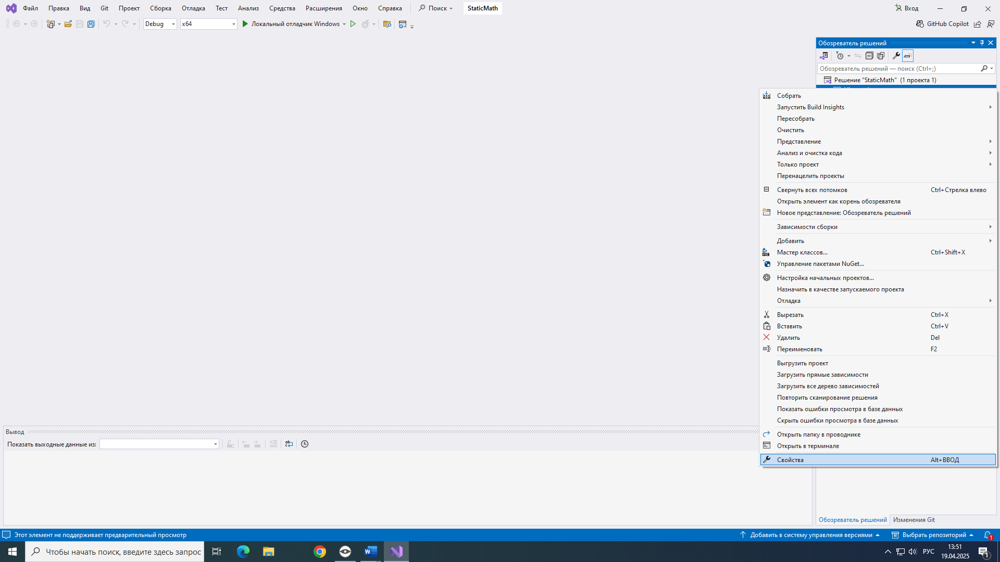 Файл Правка Вид Git Проект Сборка Отладка Тест Анализ Средства Расширения Окно Справка Поиск StaticMath Вход
Debug x64 Локальный отладчик Windows GitHub Copilot
Обозреватель решений
Обозреватель решений — поиск (Ctrl+;)
Решение "StaticMath" (1 проекта 1)
Собрать
Запустить Build Insights
Пересобрать
Очистить
Представление
Анализ и очистка кода
Только проект
Перенацелить проекты
Свернуть всех потомков Ctrl+Стрелка влево
Открыть элемент как корень обозревателя
Новое представление: Обозреватель решений
Зависимости сборки
Добавить
Мастер классов... Ctrl+Shift+X
Управление пакетами NuGet...
Настройка начальных проектов...
Назначить в качестве запускаемого проекта
Отладка
Вырезать Ctrl+X
Вставить Ctrl+V
Удалить Del
Переименовать F2
Выгрузить проект
Загрузить прямые зависимости
Загрузить все дерево зависимостей
Повторить сканирование решения
Показать ошибки просмотра в базе данных
Скрыть ошибки просмотра в базе данных
Открыть папку в проводнике
Открыть в терминале
Свойства Alt+ВВОД
Вывод
Показать выходные данные из:
Обозреватель решений Изменения Git
Этот элемент не поддерживает предварительный просмотр Добавить в систему управления версиями Выбрать репозиторий 1
Чтобы начать поиск, введите здесь запрос РУС 13:51
19.04.2025 1